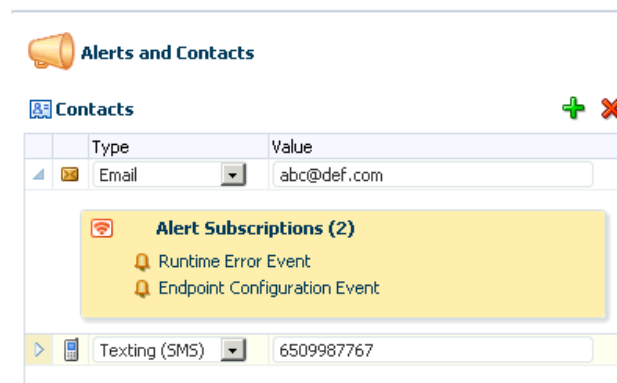 Alerts and Contacts
Contacts
Type Value
Email abc@def.com
Alert Subscriptions (2)
Runtime Error Event
Endpoint Configuration Event
Texting (SMS) 6509987767